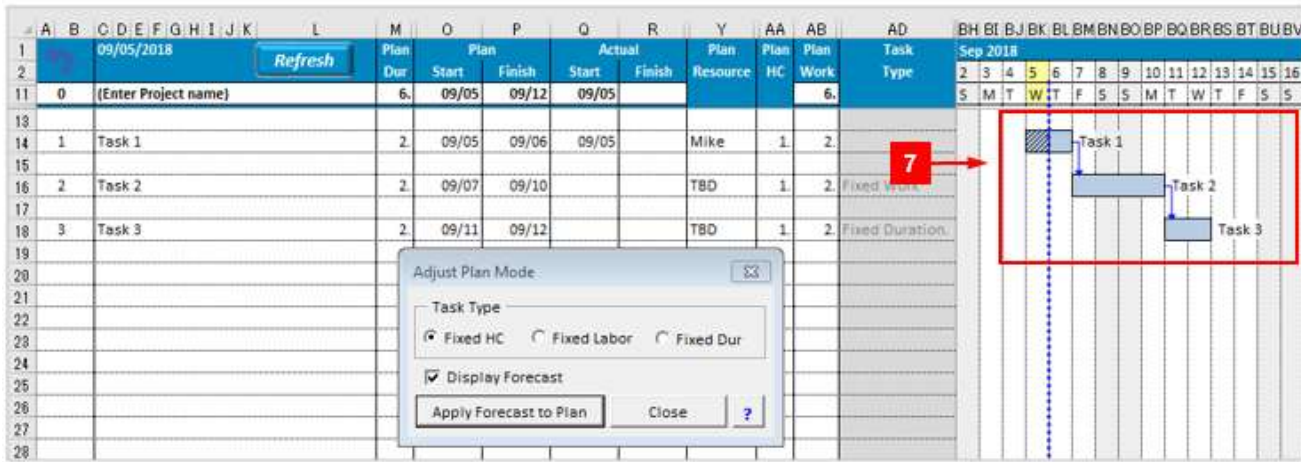 A B C D E F G H I J K L M O P Q R Y AA AB AD BH BI BJ BK BL BM BN BO BP BQ BR BS BT BU BV
1 09/05/2018 Refresh Plan Plan Actual Plan Plan Plan Task Sep 2018
2 Dur Start Finish Start Finish Resource HC Work Type 2 3 4 5 6 7 8 9 10 11 12 13 14 15 16
11 0 (Enter Project name) 6. 09/05 09/12 09/05 6. S M T W T F S S M T W T F S S
13
14 1 Task 1 2. 09/05 09/06 09/05 Mike 1. 2. Task 1
7
15
16 2 Task 2 2. 09/07 09/10 TBD 1. 2. Fixed Work Task 2
17
18 3 Task 3 2. 09/11 09/12 TBD 1. 2. Fixed Duration. Task 3
19
Adjust Plan Mode
20
21
Task Type
22
23
Fixed HC Fixed Labor Fixed Dur
24
25
Display Forecast
26
Apply Forecast to Plan Close ?
27
28